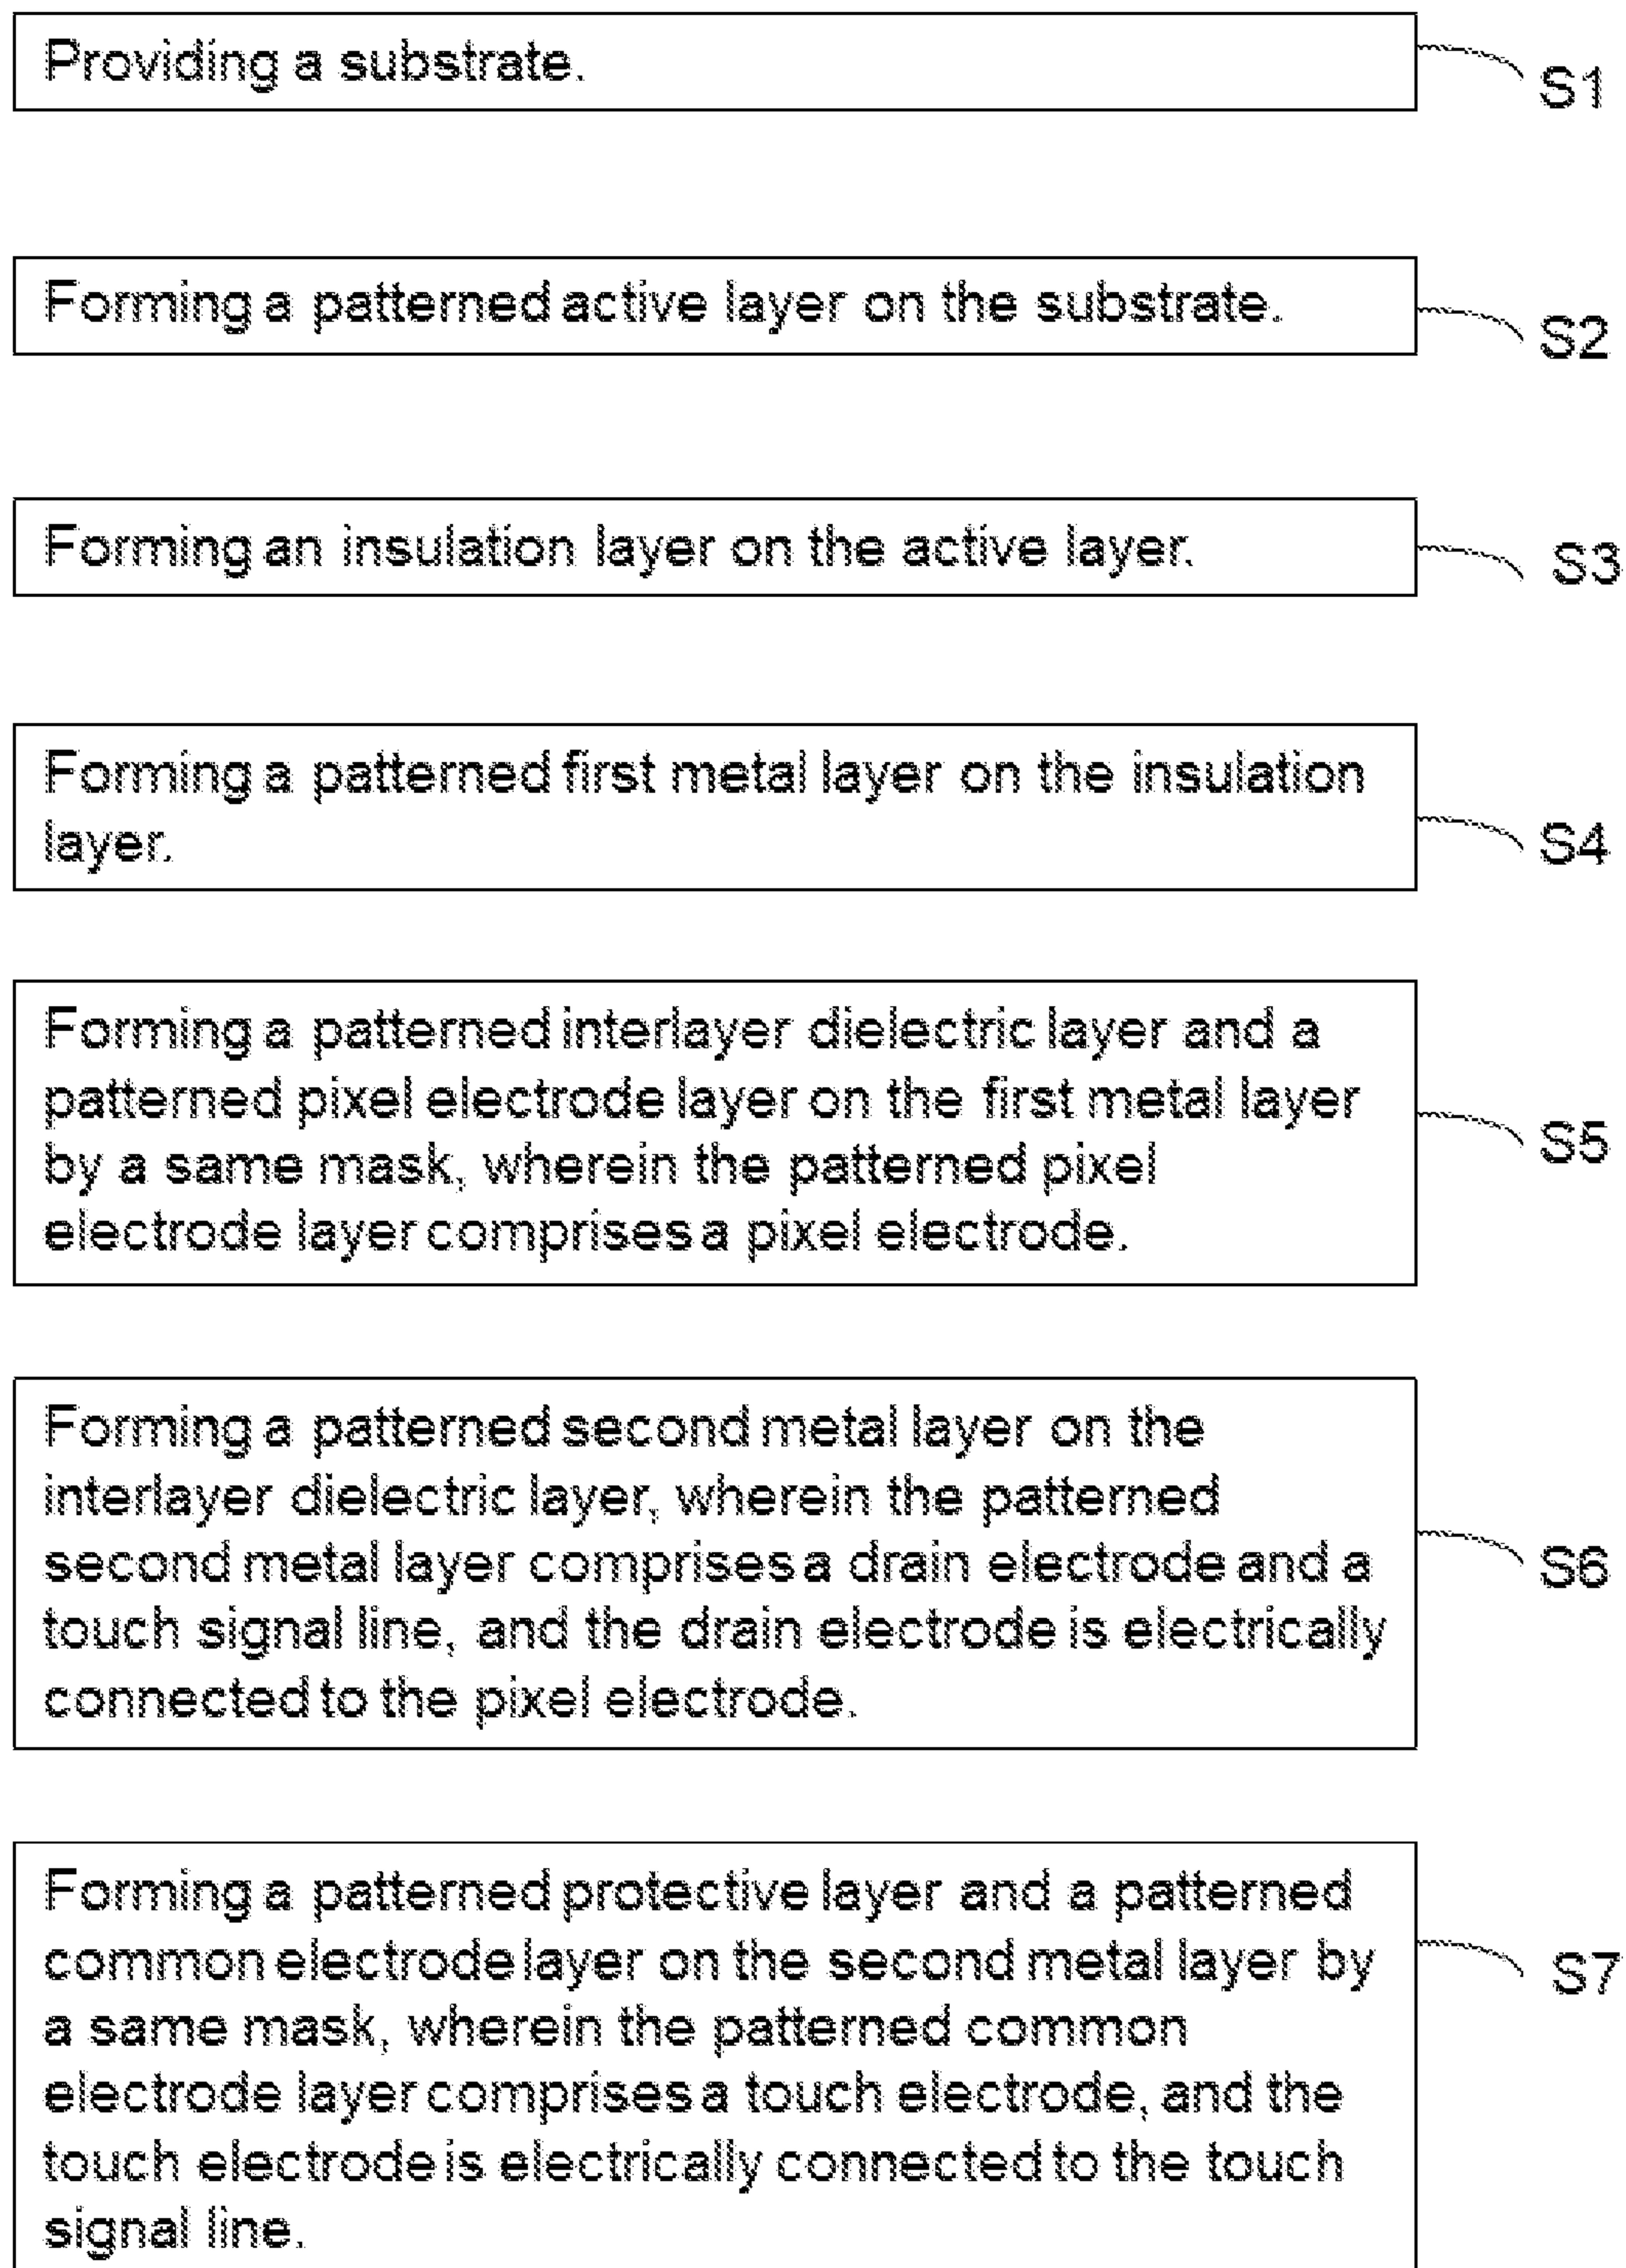 Providing a substrate.
S1
Forming a patterned active layer on the substrate.
S2
Forming an insulation layer on the active layer.
S3
Forming a patterned first metal layer on the insulation
layer.
S4
Forming a patterned interlayer dielectric layer and a
patterned pixel electrode layer on the first metal layer
by a same mask, wherein the patterned pixel
electrode layer comprises a pixel electrode.
S5
Forming a patterned second metal layer on the
interlayer dielectric layer, wherein the patterned
second metal layer comprises a drain electrode and a
touch signal line, and the drain electrode is electrically
connected to the pixel electrode.
S6
Forming a patterned protective layer and a patterned
common electrode layer on the second metal layer by
a same mask, wherein the patterned common
electrode layer comprises a touch electrode, and the
touch electrode is electrically connected to the touch
signal line.
S7